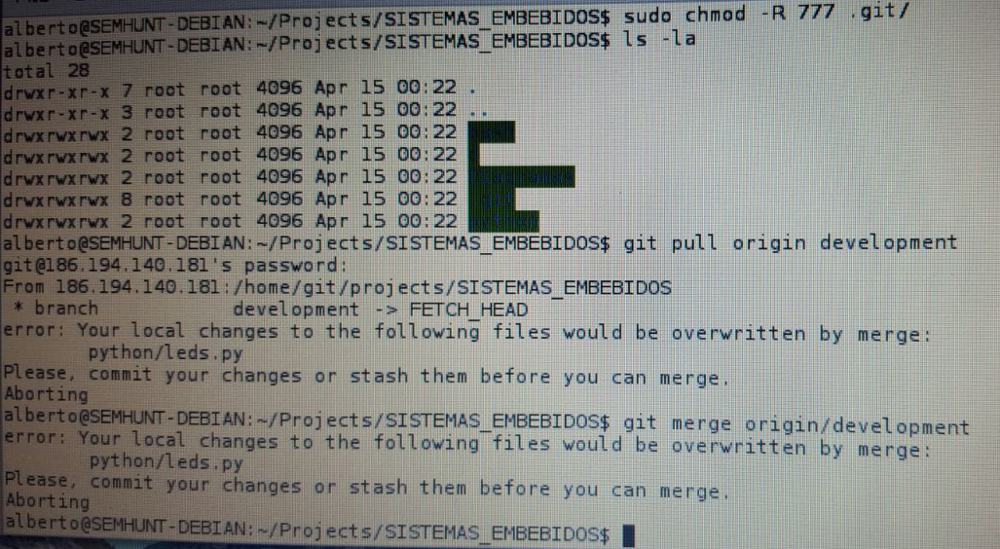 alberto@SEMHUNT-DEBIAN:~/Projects/SISTEMAS_EMBEBIDOS$ sudo chmod -R 777 .git/
alberto@SEMHUNT-DEBIAN:~/Projects/SISTEMAS_EMBEBIDOS$ ls -la
total 28
drwxr-xr-x 7 root root 4096 Apr 15 00:22 .
drwxr-xr-x 3 root root 4096 Apr 15 00:22 ..
drwxrwxrwx 2 root root 4096 Apr 15 00:22
drwxrwxrwx 2 root root 4096 Apr 15 00:22
drwxrwxrwx 2 root root 4096 Apr 15 00:22
drwxrwxrwx 8 root root 4096 Apr 15 00:22
drwxrwxrwx 2 root root 4096 Apr 15 00:22
alberto@SEMHUNT-DEBIAN:~/Projects/SISTEMAS_EMBEBIDOS$ git pull origin development
git@186.194.140.181's password:
From 186.194.140.181:/home/git/projects/SISTEMAS_EMBEBIDOS
 * branch            development -> FETCH_HEAD
error: Your local changes to the following files would be overwritten by merge:
        python/leds.py
Please, commit your changes or stash them before you can merge.
Aborting
alberto@SEMHUNT-DEBIAN:~/Projects/SISTEMAS_EMBEBIDOS$ git merge origin/development
error: Your local changes to the following files would be overwritten by merge:
        python/leds.py
Please, commit your changes or stash them before you can merge.
Aborting
alberto@SEMHUNT-DEBIAN:~/Projects/SISTEMAS_EMBEBIDOS$